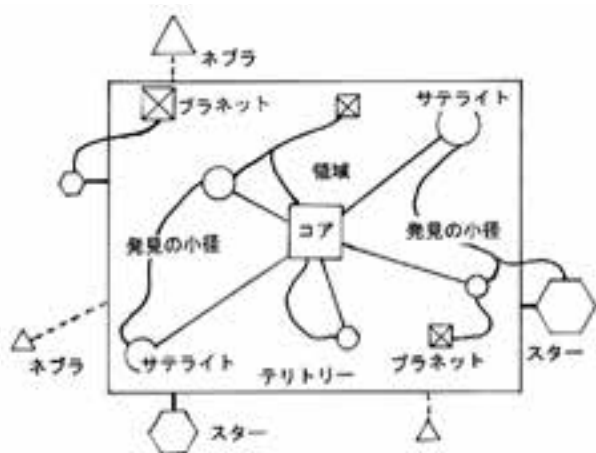 ネブラ
プラネット
サテライト
領域
コア
発見の小径
発見の小径
ネブラ
サテライト
テリトリー
プラネット
スター
スター